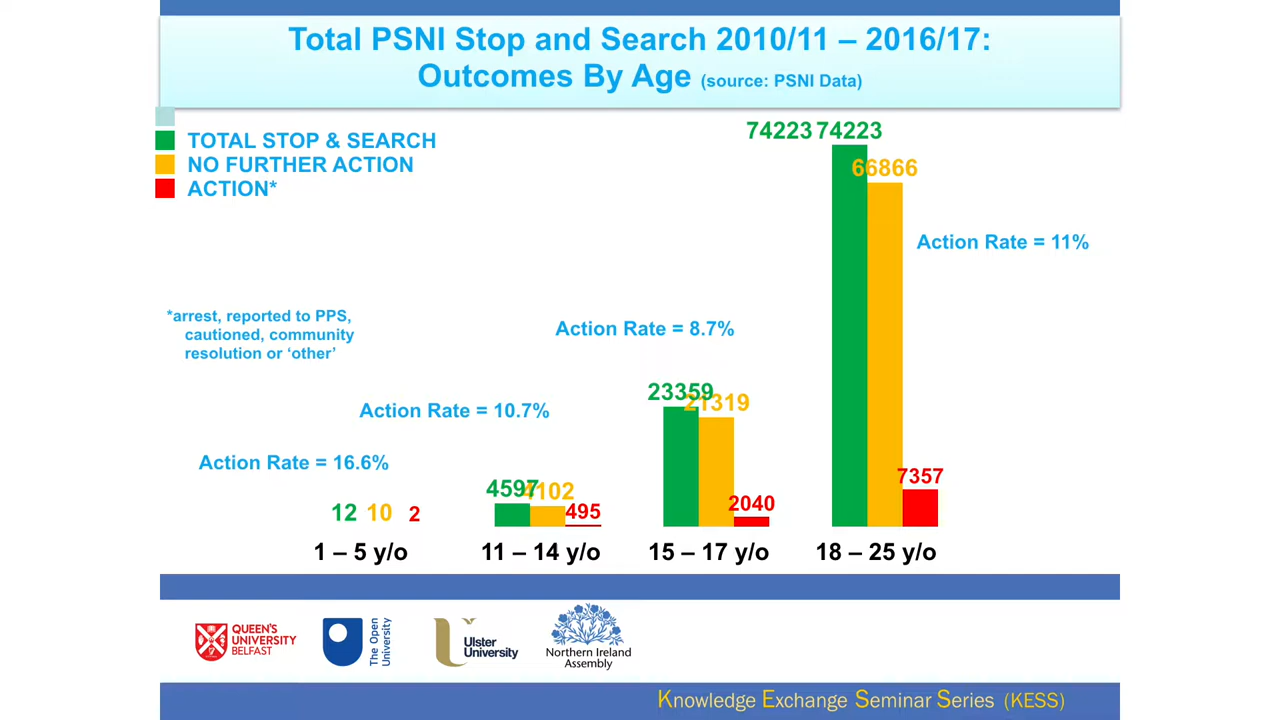 Total PSNI Stop and Search 2010/11 – 2016/17:
Outcomes By Age (source: PSNI Data)
TOTAL STOP & SEARCH
NO FURTHER ACTION
ACTION*
74223 74223
66866
Action Rate = 11%
*arrest, reported to PPS,
cautioned, community
resolution or ‘other’
Action Rate = 8.7%
23359
21319
Action Rate = 10.7%
Action Rate = 16.6%
7357
4597
4102
495
2040
12 10 2
1 – 5 y/o
11 – 14 y/o
15 – 17 y/o
18 – 25 y/o
QUEEN'S
UNIVERSITY
BELFAST
The Open
University
Ulster
University
Northern Ireland
Assembly
Knowledge Exchange Seminar Series (KESS)